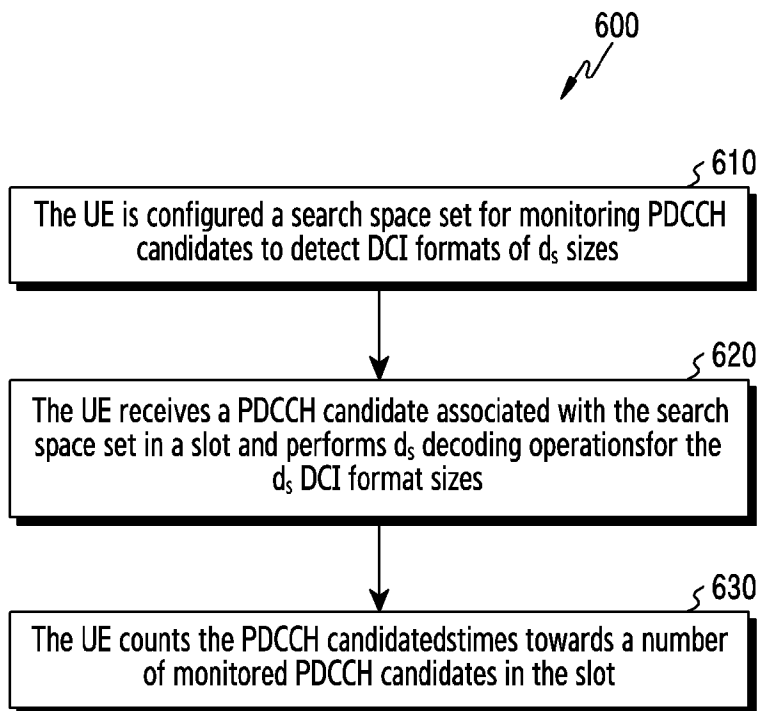 600
610
The UE is configured a search space set for monitoring PDCCH
candidates to detect DCI formats of dₛ sizes
620
The UE receives a PDCCH candidate associated with the search
space set in a slot and performs dₛ decoding operationsfor the
dₛ DCI format sizes
630
The UE counts the PDCCH candidatedstimes towards a number
of monitored PDCCH candidates in the slot